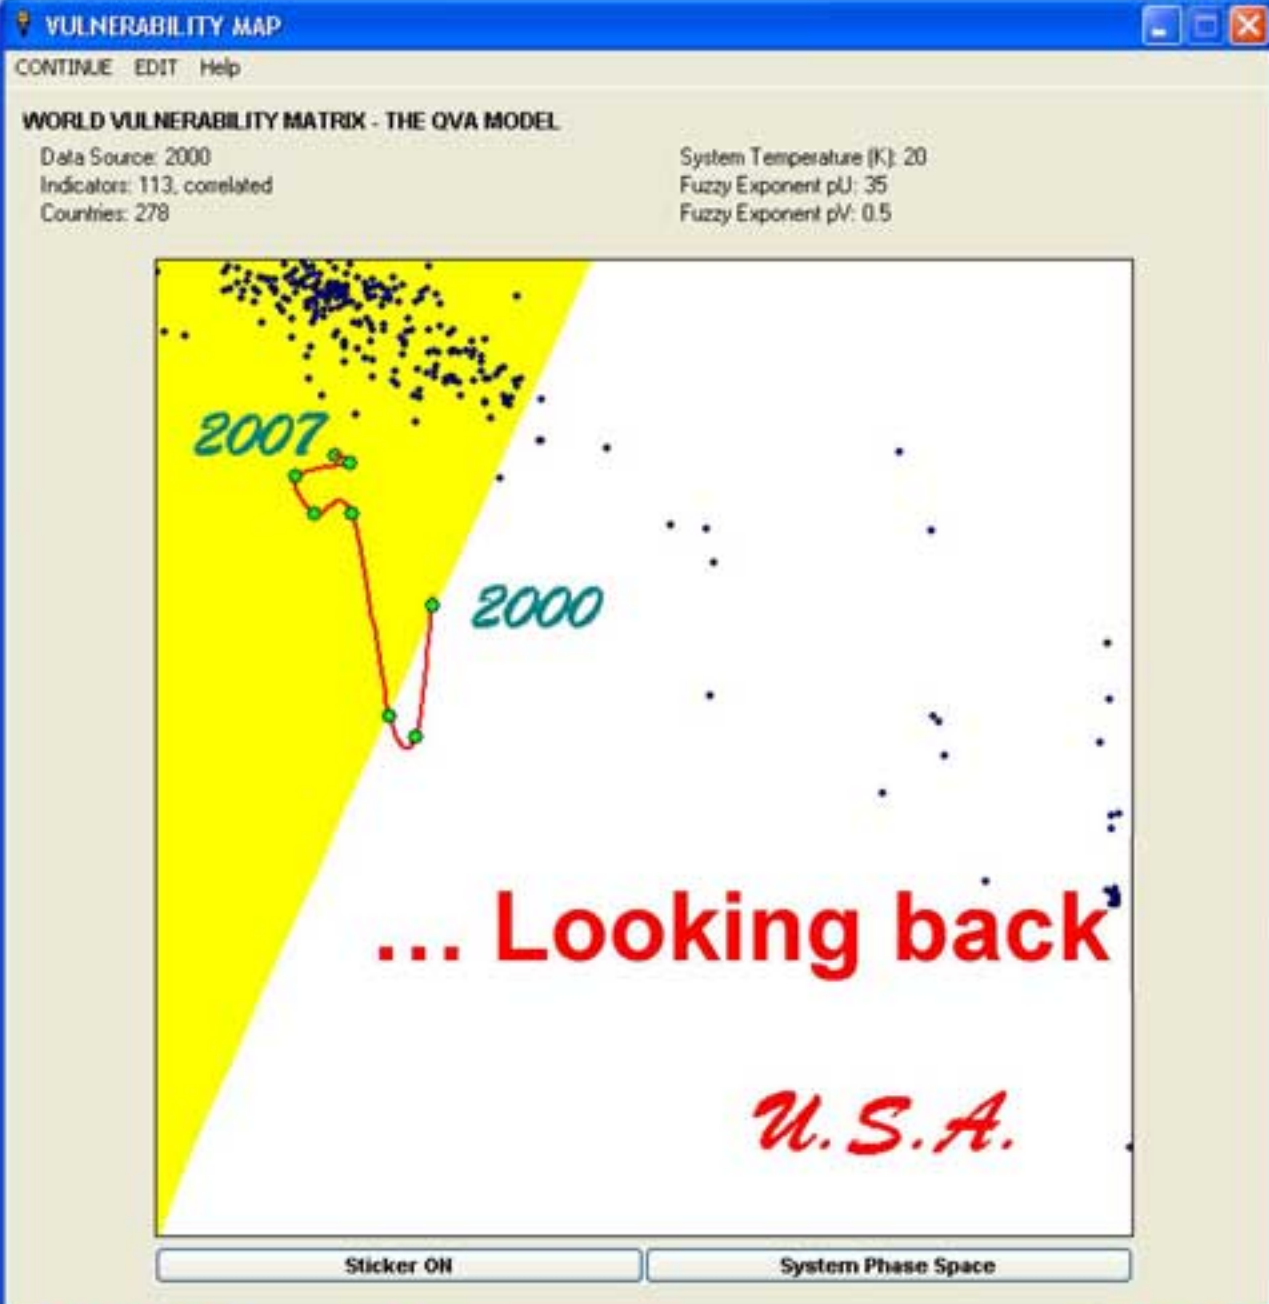 VULNERABILITY MAP
CONTINUE EDIT Help
WORLD VULNERABILITY MATRIX - THE QVA MODEL
Data Source: 2000
Indicators: 113, correlated
Countries: 278
System Temperature (K): 20
Fuzzy Exponent pU: 35
Fuzzy Exponent pV: 0.5
2007
2000
... Looking back
U.S.A.
Sticker ON
System Phase Space